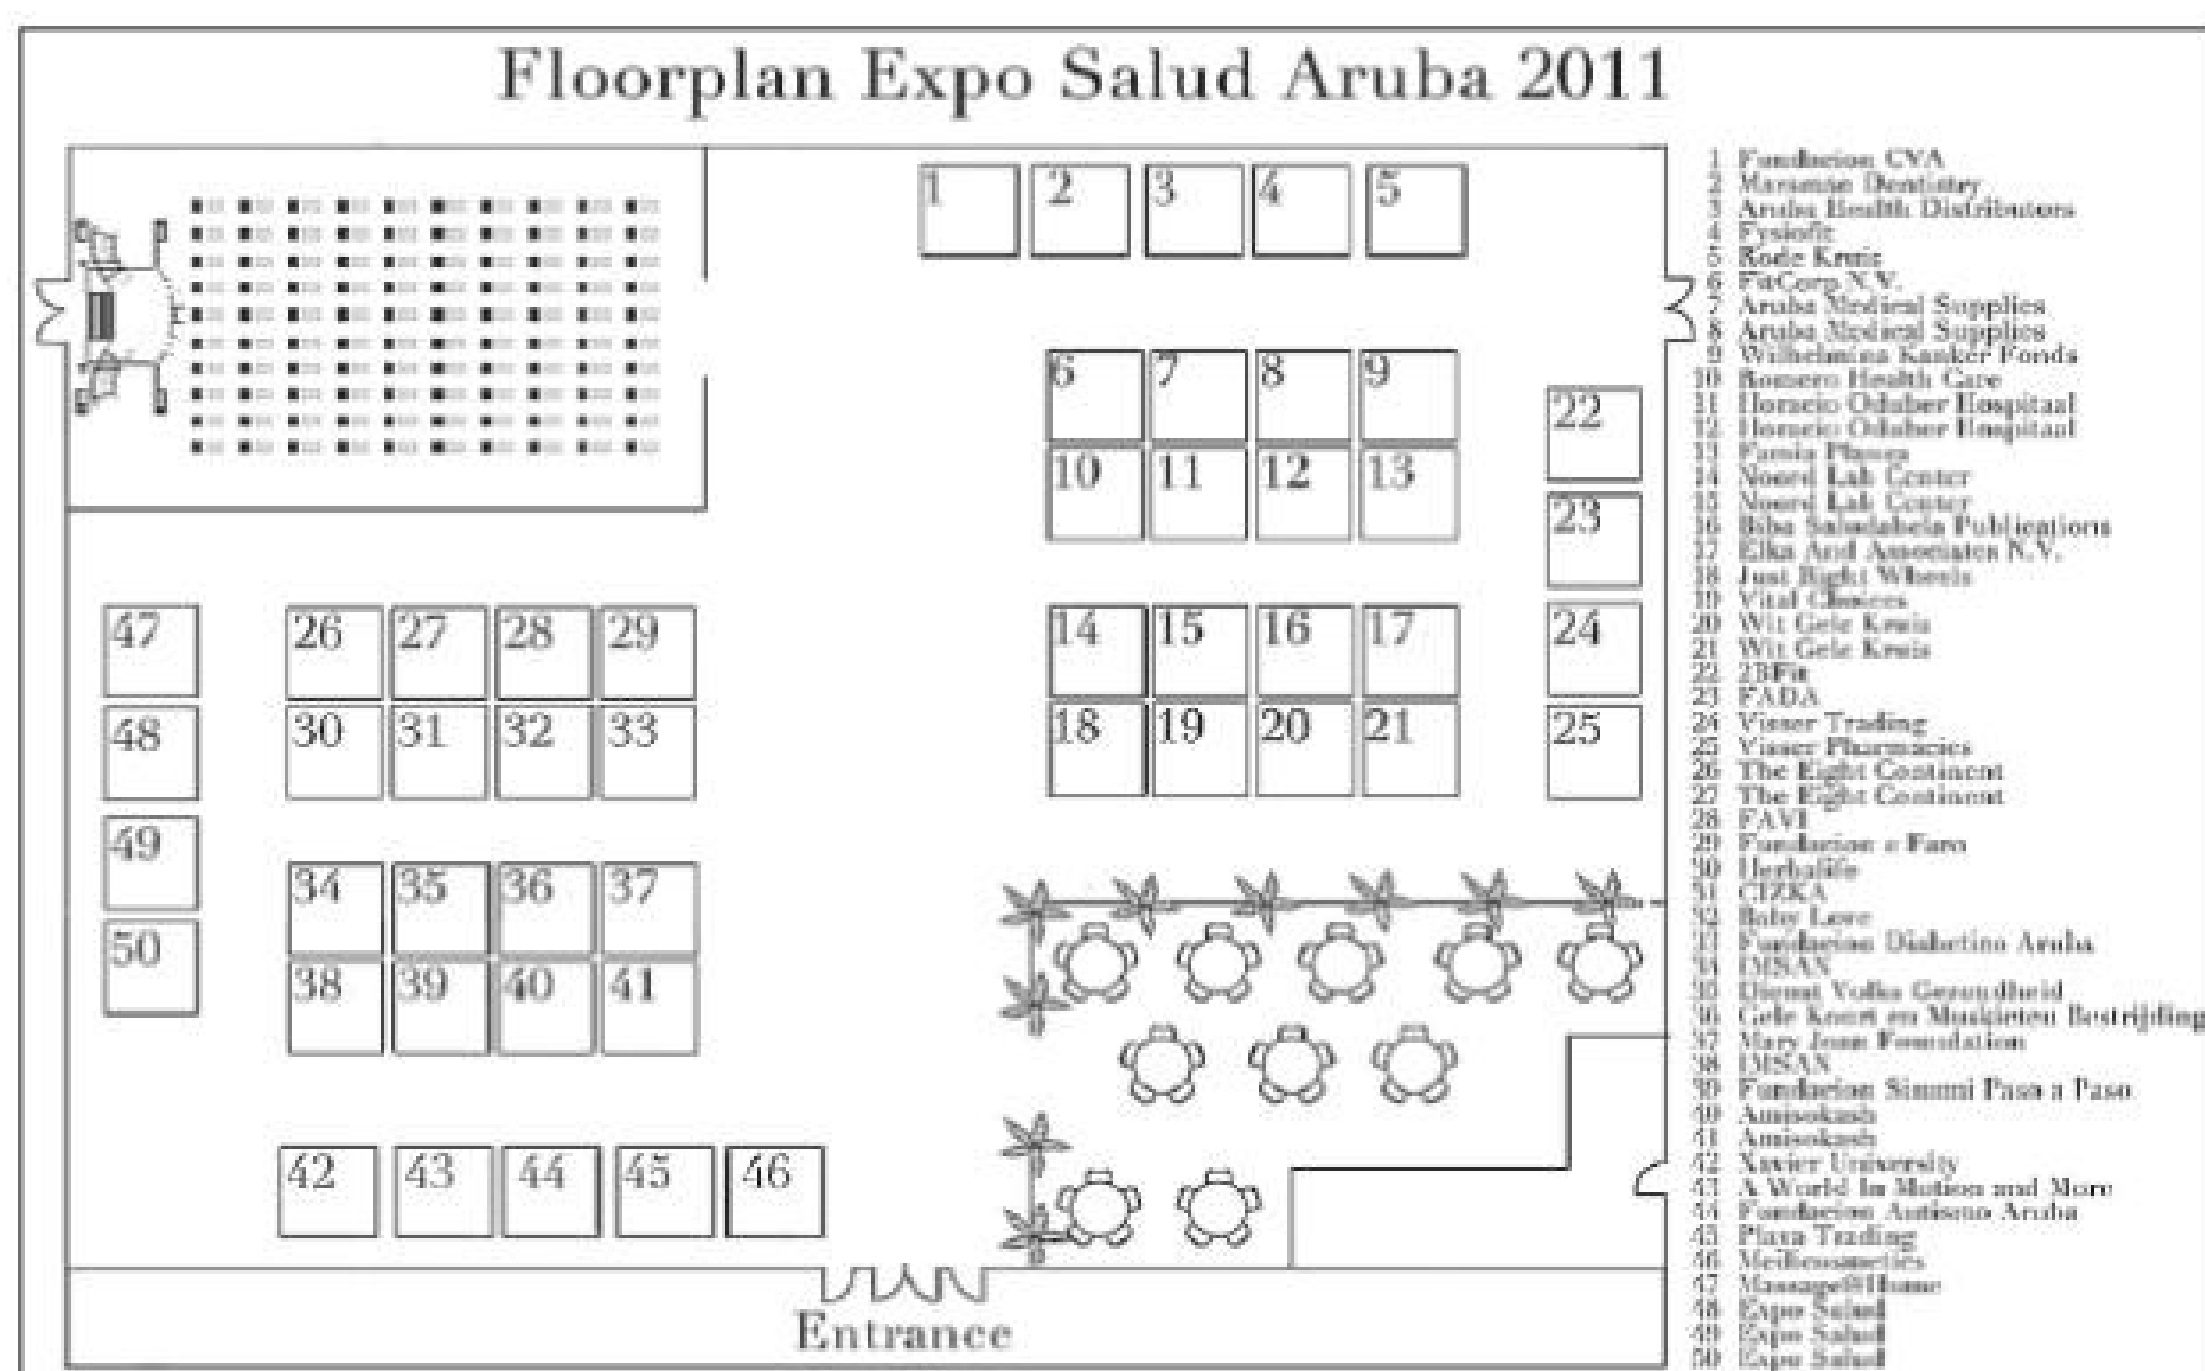 Floorplan Expo Salud Aruba 2011
1 2 3 4 5
6 7 8 9
10 11 12 13
22
23
24
25
14 15 16 17
18 19 20 21
47
48
49
50
26 27 28 29
30 31 32 33
34 35 36 37
38 39 40 41
42 43 44 45 46
Entrance
1 Fundacion CVA
2 Dentistry
3 Aruba Health Distributors
4 Fysiofit
5 Rode Kruis
6 FitCorp N.V.
7 Aruba Medical Supplies
8 Aruba Medical Supplies
9 Wilhelmina Kanker Fonds
10 Romero Health Care
11 Horacio Oduber Hospitaal
12 Horacio Oduber Hospitaal
13 Famia Planea
14 Noord Lab Center
15 Noord Lab Center
16 Biba Saludabela Publications
17 Elka And Associates N.V.
18 Just Right Wheels
19 Vital Choices
20 Wit Gele Kruis
21 Wit Gele Kruis
22 2BFit
23 FADA
24 Visser Trading
25 Visser Pharmacies
26 The Eight Continent
27 The Eight Continent
28 FAVI
29 Fundacion e Faro
30 Herbalife
31 CIZKA
32 Baby Love
33 Fundacion Diabetino Aruba
34 IMSAN
35 Dienst Volks Gezondheid
36 Gele Koort en Muskieten Bestrijding
37 Mary Joan Foundation
38 IMSAN
39 Fundacion Sinami Paso a Paso
40 Amisokash
41 Amisokash
42 Xavier University
43 A World In Motion and More
44 Fundacion Autismo Aruba
45 Plaza Trading
46
47 Massage@Home
48 Expo Salud
49 Expo Salud
50 Expo Salud